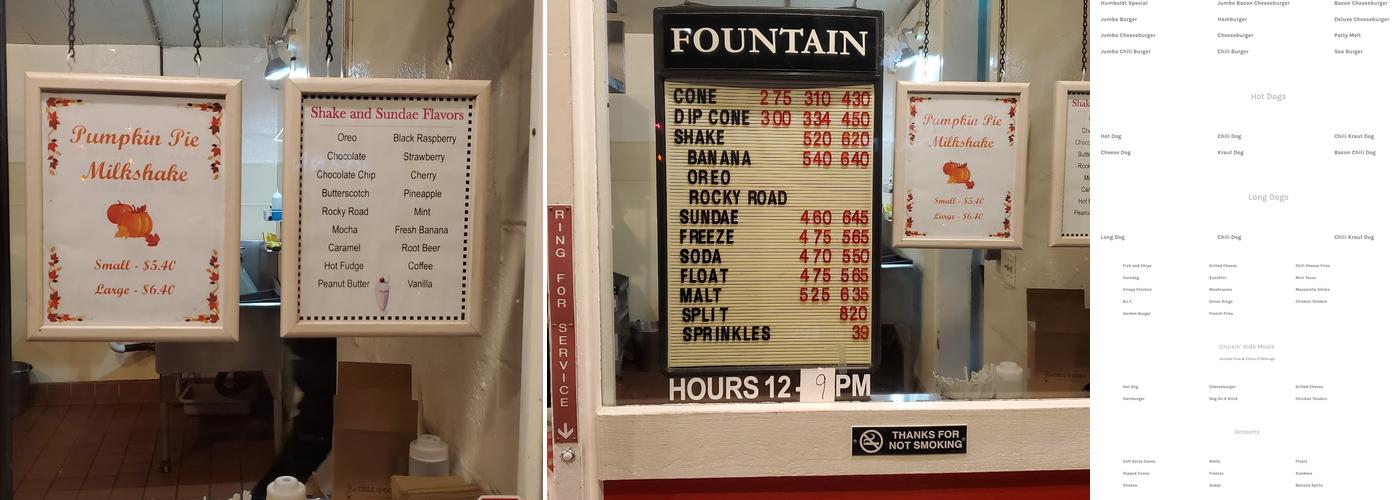 Pumpkin Pie
Milkshake
Small - $5.40
Large - $6.40
Shake and Sundae Flavors
Oreo Black Raspberry
Chocolate Strawberry
Chocolate Chip Cherry
Butterscotch Pineapple
Rocky Road Mint
Mocha Fresh Banana
Caramel Root Beer
Hot Fudge Coffee
Peanut Butter Vanilla
RING FOR SERVICE
FOUNTAIN
CONE 275 310 430
DIP CONE 300 334 450
SHAKE 520 620
BANANA 540 640
OREO
ROCKY ROAD
SUNDAE 460 645
FREEZE 475 565
SODA 470 550
FLOAT 475 565
MALT 525 635
SPLIT 820
SPRINKLES 39
HOURS 12-9 PM
Pumpkin Pie
Milkshake
Small - $5.40
Large - $6.40
THANKS FOR
NOT SMOKING
Humboldt Special Jumbo Bacon Cheeseburger Bacon Cheeseburger
Jumbo Burger Hamburger Deluxe Cheeseburger
Jumbo Cheeseburger Cheeseburger Patty Melt
Jumbo Chili Burger Chili Burger Sea Burger
Hot Dogs
Hot Dog Chili Dog Chili Kraut Dog
Cheese Dog Kraut Dog Bacon Chili Dog
Long Dogs
Long Dog Chili Dog Chili Kraut Dog
Fish and Chips Grilled Cheese Chili Cheese Fries
Corndog Zucchini Mini Tacos
Crispy Chicken Mushrooms Mozzarella Sticks
B.L.T. Onion Rings Chicken Tenders
Garden Burger French Fries
Cruisin' Kids Meals
Includes Fries & Choice of Beverage
Hot Dog Cheeseburger Grilled Cheese
Hamburger Dog On A Stick Chicken Tenders
Desserts
Soft Serve Cones Malts Floats
Dipped Cones Freezes Sundaes
Shakes Sodas Banana Splits